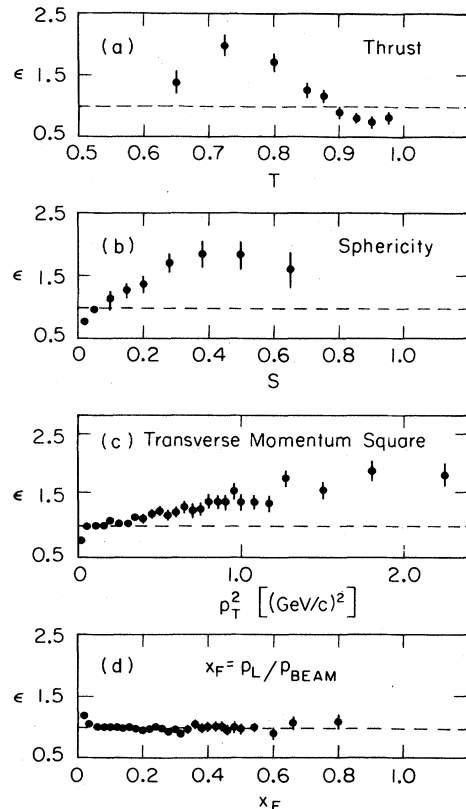 2.5
(a) Thrust
ϵ 1.5
0.5
0.5 0.6 0.7 0.8 0.9 1.0
T
2.5
(b) Sphericity
ϵ 1.5
0.5
0 0.2 0.4 0.6 0.8 1.0
S
2.5
(c) Transverse Momentum Square
ϵ 1.5
0.5
0 1.0 2.0
p_T^2 [(GeV/c)^2]
2.5
(d) x_F = p_L / p_BEAM
ϵ 1.5
0.5
0 0.2 0.4 0.6 0.8 1.0
x_F